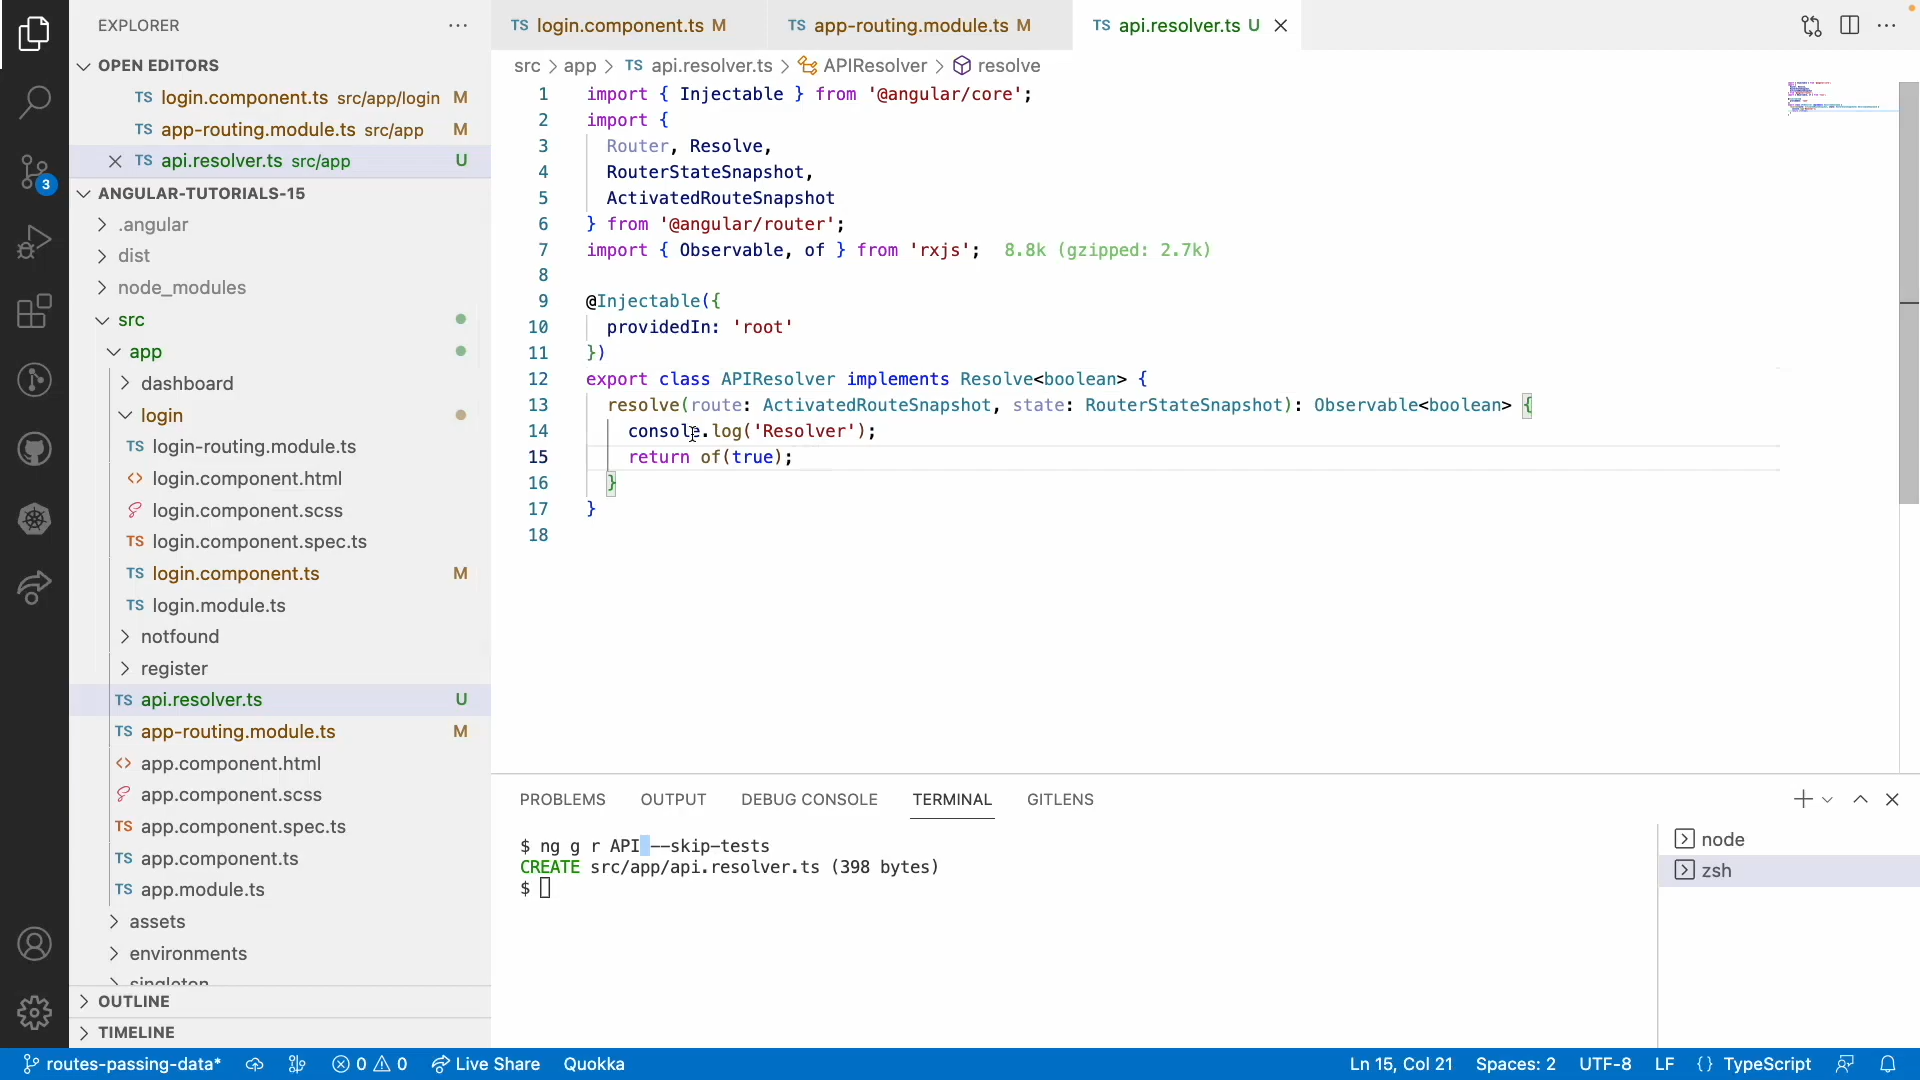 EXPLORER
OPEN EDITORS
TS login.component.ts src/app/login M
TS app-routing.module.ts src/app M
TS api.resolver.ts src/app U
ANGULAR-TUTORIALS-15
.angular
dist
node_modules
src
app
dashboard
login
TS login-routing.module.ts
<> login.component.html
login.component.scss
TS login.component.spec.ts
TS login.component.ts M
TS login.module.ts
notfound
register
TS api.resolver.ts U
TS app-routing.module.ts M
<> app.component.html
app.component.scss
TS app.component.spec.ts
TS app.component.ts
TS app.module.ts
assets
environments
singleton
OUTLINE
TIMELINE
3
TS login.component.ts M
TS app-routing.module.ts M
TS api.resolver.ts U
src > app > TS api.resolver.ts > APIResolver > resolve
1 import { Injectable } from '@angular/core';
2 import {
3 Router, Resolve,
4 RouterStateSnapshot,
5 ActivatedRouteSnapshot
6 } from '@angular/router';
7 import { Observable, of } from 'rxjs'; 8.8k (gzipped: 2.7k)
8
9 @Injectable({
10 providedIn: 'root'
11 })
12 export class APIResolver implements Resolve<boolean> {
13 resolve(route: ActivatedRouteSnapshot, state: RouterStateSnapshot): Observable<boolean> {
14 console.log('Resolver');
15 return of(true);
16 }
17 }
18
PROBLEMS OUTPUT DEBUG CONSOLE TERMINAL GITLENS
$ ng g r API --skip-tests
CREATE src/app/api.resolver.ts (398 bytes)
$
node
zsh
routes-passing-data* 0 0 Live Share Quokka Ln 15, Col 21 Spaces: 2 UTF-8 LF {} TypeScript